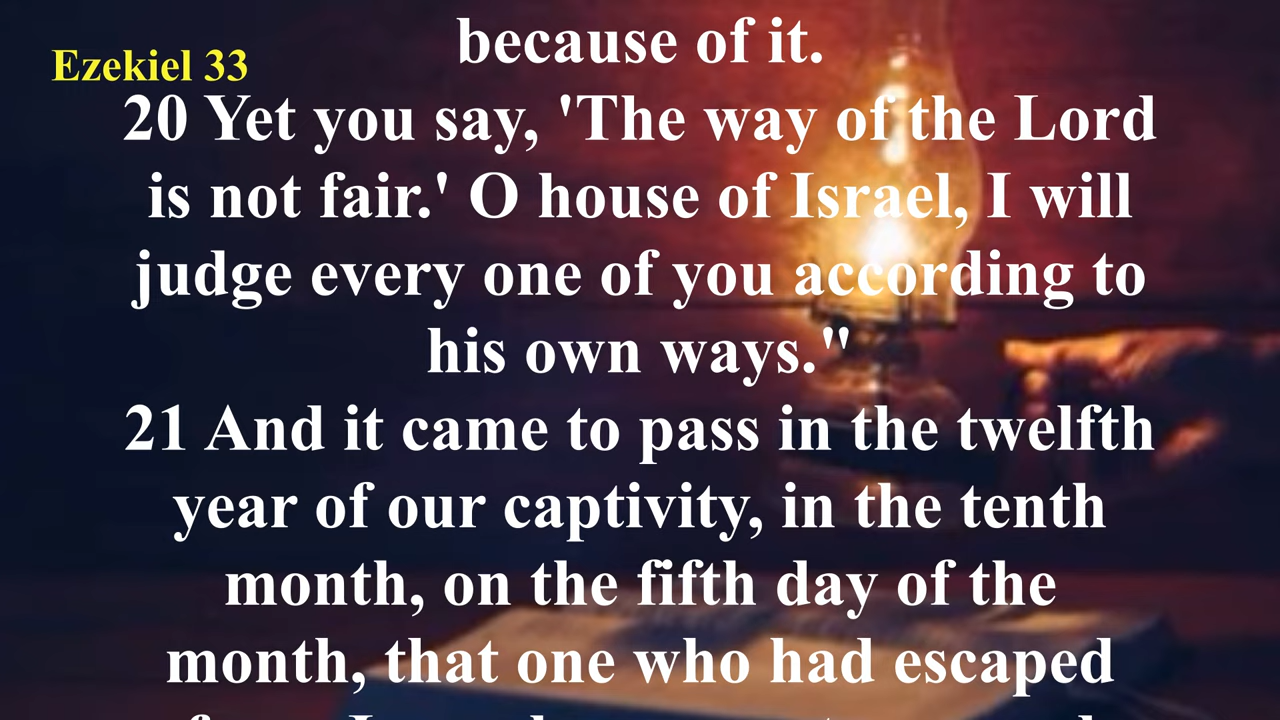 because of it.
Ezekiel 33
20 Yet you say, 'The way of the Lord
is not fair.' O house of Israel, I will
judge every one of you according to
his own ways."
21 And it came to pass in the twelfth
year of our captivity, in the tenth
month, on the fifth day of the
month, that one who had escaped